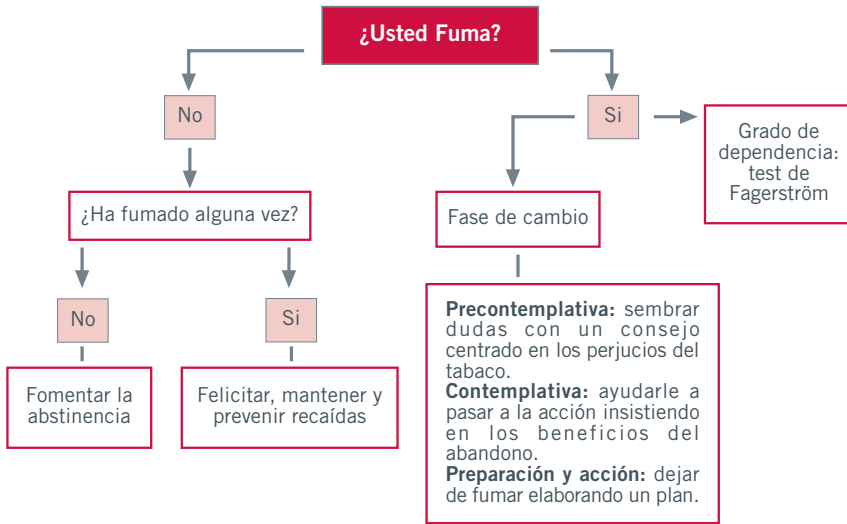 ¿Usted Fuma?
No
Si
Grado de
dependencia:
test de
Fagerström
¿Ha fumado alguna vez?
Fase de cambio
No
Si
Fomentar la
abstinencia
Felicitar, mantener y
prevenir recaídas
Precontemplativa: sembrar
dudas con un consejo
centrado en los perjucios del
tabaco.
Contemplativa: ayudarle a
pasar a la acción insistiendo
en los beneficios del
abandono.
Preparación y acción: dejar
de fumar elaborando un plan.